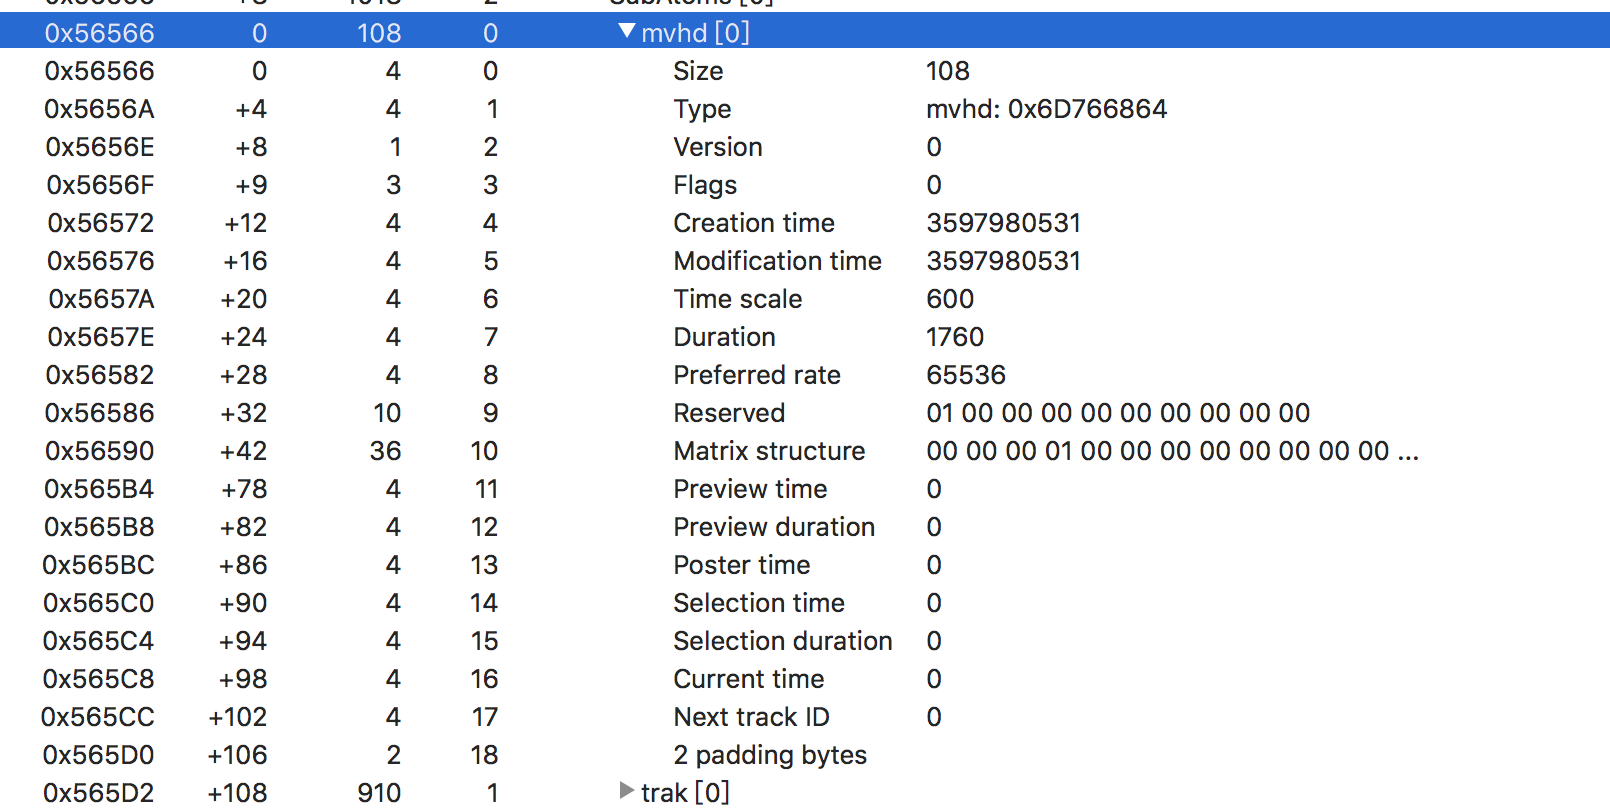 0x56566 +8 1018 2 SubAtoms [0]
0x56566 0 108 0 mvhd [0]
0x56566 0 4 0 Size 108
0x5656A +4 4 1 Type mvhd: 0x6D766864
0x5656E +8 1 2 Version 0
0x5656F +9 3 3 Flags 0
0x56572 +12 4 4 Creation time 3597980531
0x56576 +16 4 5 Modification time 3597980531
0x5657A +20 4 6 Time scale 600
0x5657E +24 4 7 Duration 1760
0x56582 +28 4 8 Preferred rate 65536
0x56586 +32 10 9 Reserved 01 00 00 00 00 00 00 00 00 00
0x56590 +42 36 10 Matrix structure 00 00 00 01 00 00 00 00 00 00 00 00 ...
0x565B4 +78 4 11 Preview time 0
0x565B8 +82 4 12 Preview duration 0
0x565BC +86 4 13 Poster time 0
0x565C0 +90 4 14 Selection time 0
0x565C4 +94 4 15 Selection duration 0
0x565C8 +98 4 16 Current time 0
0x565CC +102 4 17 Next track ID 0
0x565D0 +106 2 18 2 padding bytes
0x565D2 +108 910 1 trak [0]